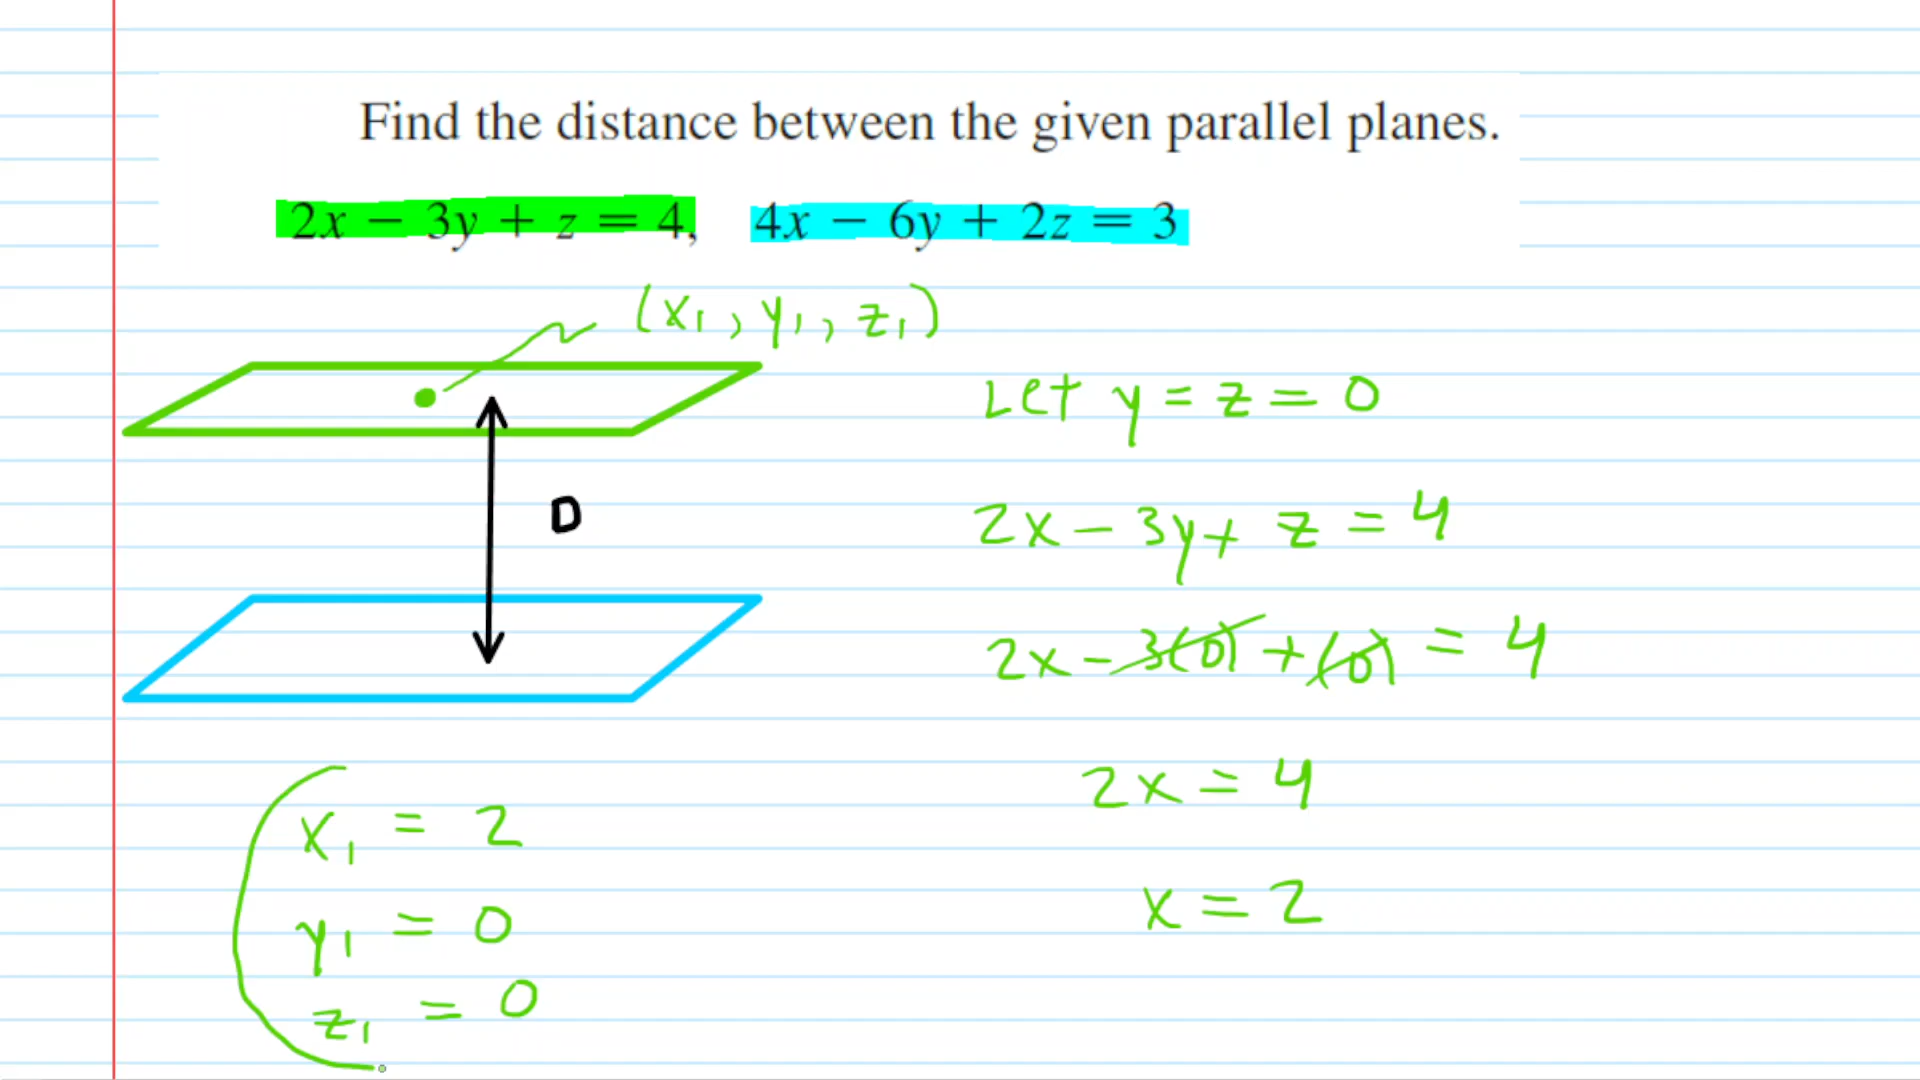 Find the distance between the given parallel planes.
2x − 3y + z = 4, 4x − 6y + 2z = 3
(x₁, y₁, z₁)
Let y = z = 0
D
2x − 3y + z = 4
2x − 3(0) + (0) = 4
2x = 4
x = 2
x₁ = 2
y₁ = 0
z₁ = 0